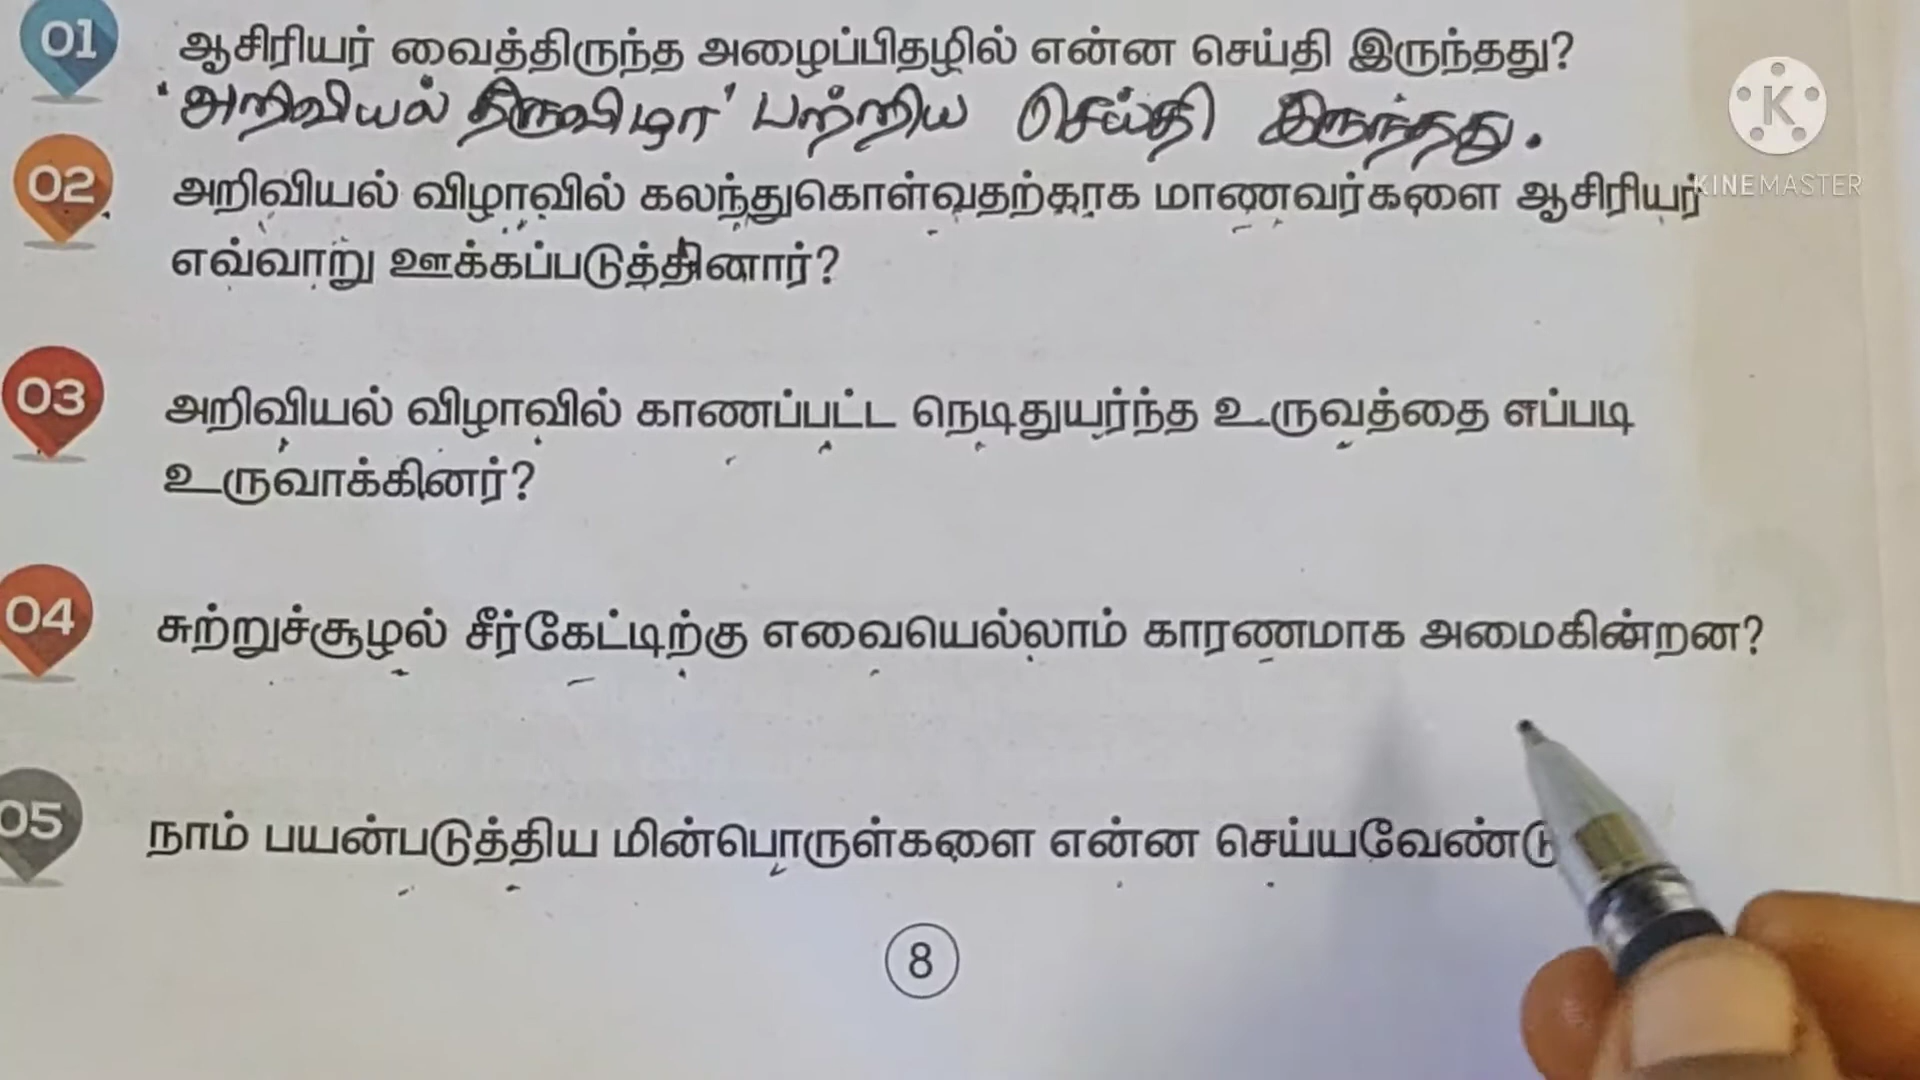 01 ஆசிரியர் வைத்திருந்த அழைப்பிதழில் என்ன செய்தி இருந்தது?
'அறிவியல் திருவிழா' பற்றிய செய்தி இருந்தது.
K
KINEMASTER
02 அறிவியல் விழாவில் கலந்துகொள்வதற்காக மாணவர்களை ஆசிரியர்
எவ்வாறு ஊக்கப்படுத்தினார்?
03 அறிவியல் விழாவில் காணப்பட்ட நெடிதுயர்ந்த உருவத்தை எப்படி
உருவாக்கினர்?
04 சுற்றுச்சூழல் சீர்கேட்டிற்கு எவையெல்லாம் காரணமாக அமைகின்றன?
05 நாம் பயன்படுத்திய மின்பொருள்களை என்ன செய்யவேண்டு
8